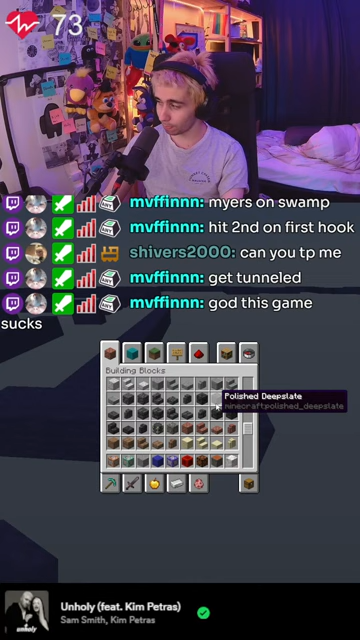 73
mvffinnn: myers on swamp
mvffinnn: hit 2nd on first hook
shivers2000: can you tp me
mvffinnn: get tunneled
mvffinnn: god this game
sucks
Building Blocks
Polished Deepslate
minecraft:polished_deepslate
Unholy (feat. Kim Petras)
Sam Smith, Kim Petras
unholy